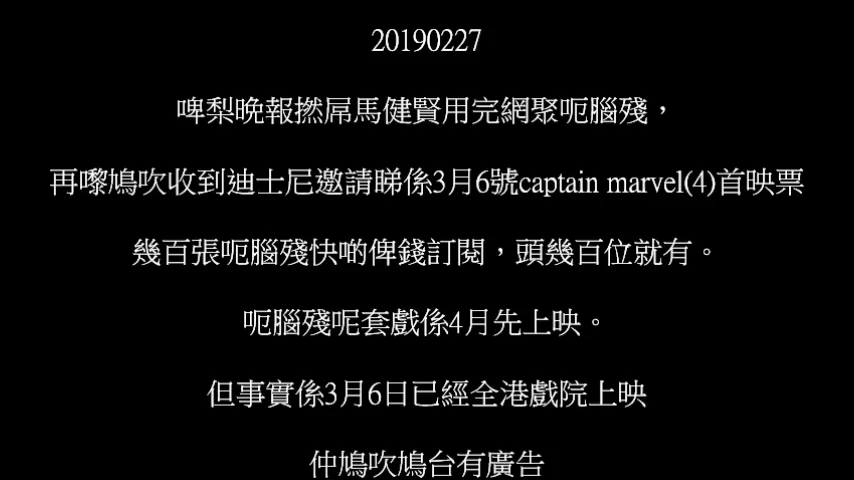 20190227
啤梨晚報撚屌馬健賢用完網聚呃腦殘，
再嚟鳩吹收到迪士尼邀請睇係3月6號captain marvel(4)首映票
幾百張呃腦殘快啲俾錢訂閱，頭幾百位就有。
呃腦殘呢套戲係4月先上映。
但事實係3月6日已經全港戲院上映
仲鳩吹鳩台有廣告